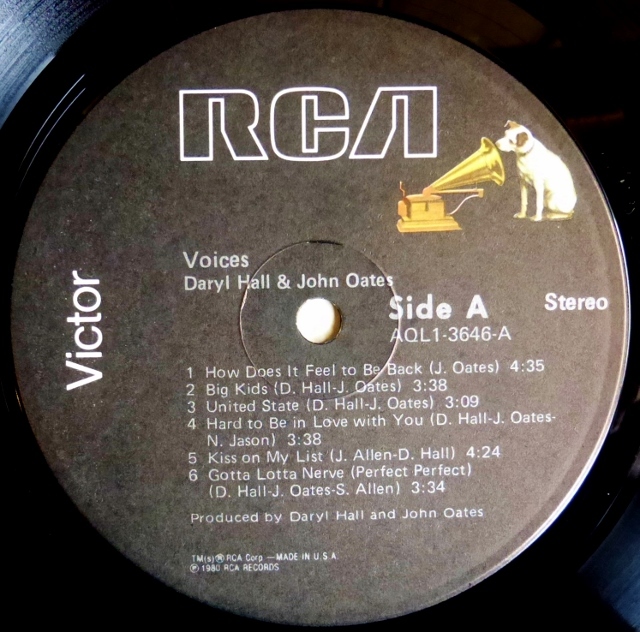 RCA
Victor
Voices
Daryl Hall & John Oates
Side A
Stereo
AQL1-3646-A
1 How Does It Feel to Be Back (J. Oates) 4:35
2 Big Kids (D. Hall-J. Oates) 3:38
3 United State (D. Hall-J. Oates) 3:09
4 Hard to Be in Love with You (D. Hall-J. Oates-
N. Jason) 3:38
5 Kiss on My List (J. Allen-D. Hall) 4:24
6 Gotta Lotta Nerve (Perfect Perfect)
(D. Hall-J. Oates-S. Allen) 3:34
Produced by Daryl Hall and John Oates
TM(s)® RCA Corp —MADE IN U.S.A
℗ 1980 RCA RECORDS